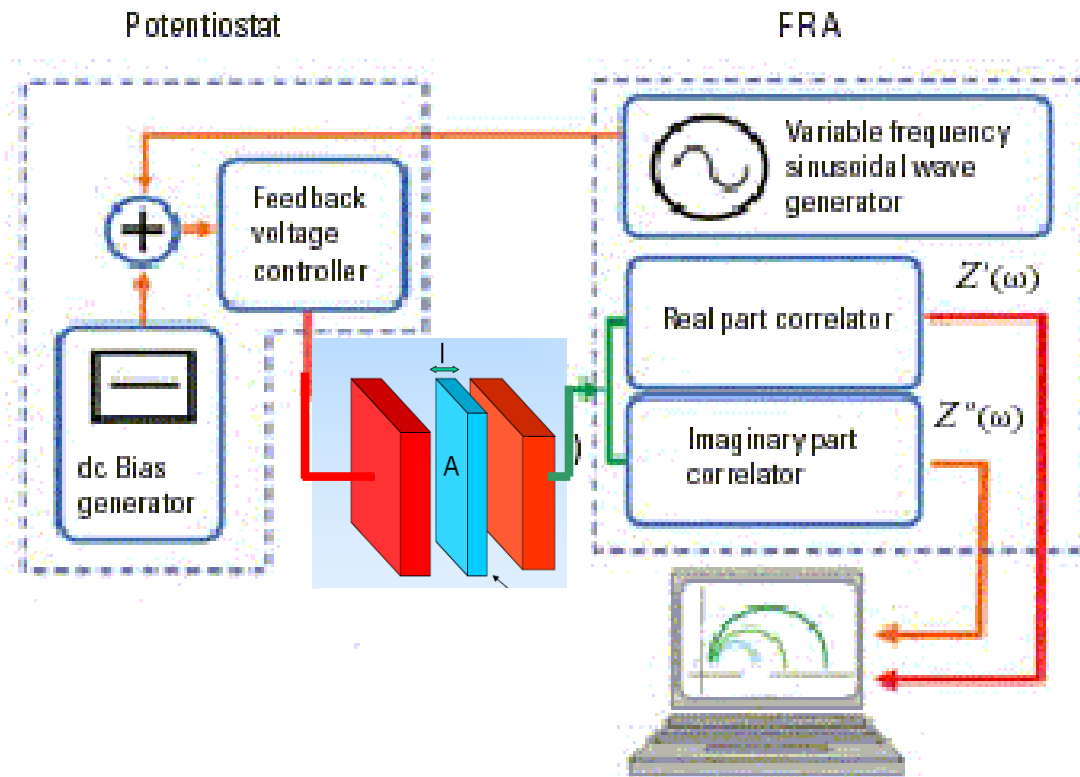 Potentiostat
FRA
Variable frequency
sinusoidal wave
generator
Feedback
voltage
controller
+
Z'(ω)
Real part correlator
l
Z"(ω)
Imaginary part
correlator
A
)
dc Bias
generator